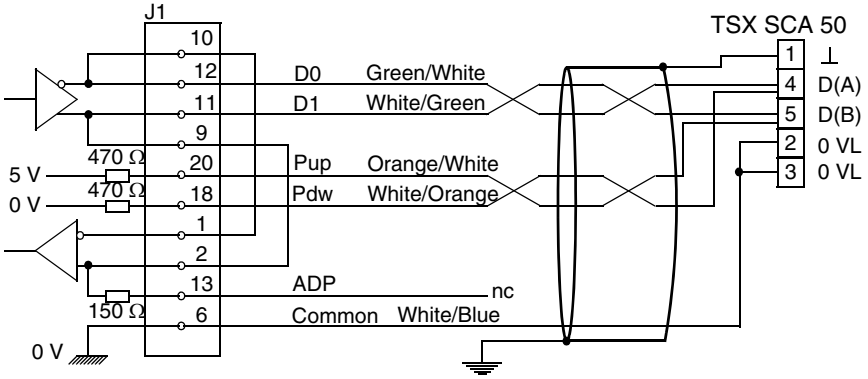 J1
TSX SCA 50
10
1 ⊥
12 D0 Green/White
4 D(A)
11 D1 White/Green
5 D(B)
9
2 0 VL
470 Ω
5 V 20 Pup Orange/White
3 0 VL
470 Ω
0 V 18 Pdw White/Orange
1
2
13 ADP nc
150 Ω
6 Common White/Blue
0 V